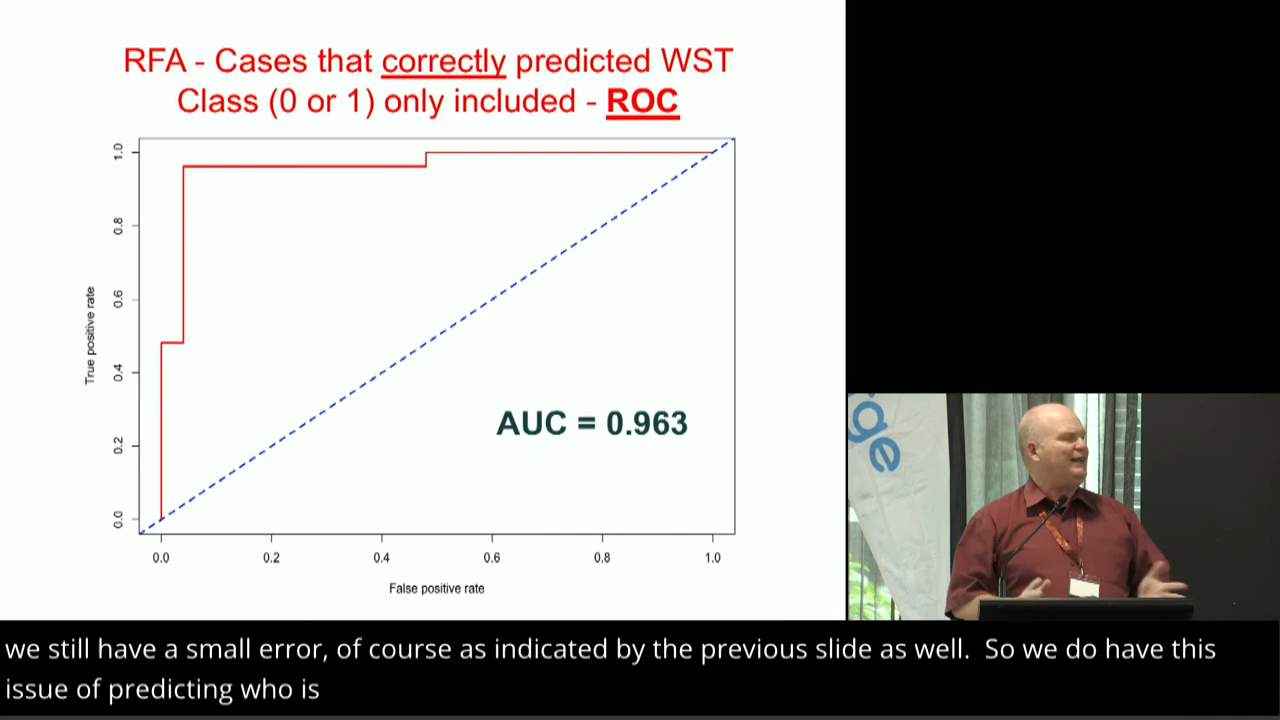 RFA - Cases that correctly predicted WST
Class (0 or 1) only included - ROC
1.0
0.8
0.6
0.4
0.2
0.0
True positive rate
AUC = 0.963
0.0 0.2 0.4 0.6 0.8 1.0
False positive rate
ge
we still have a small error, of course as indicated by the previous slide as well.  So we do have this
issue of predicting who is